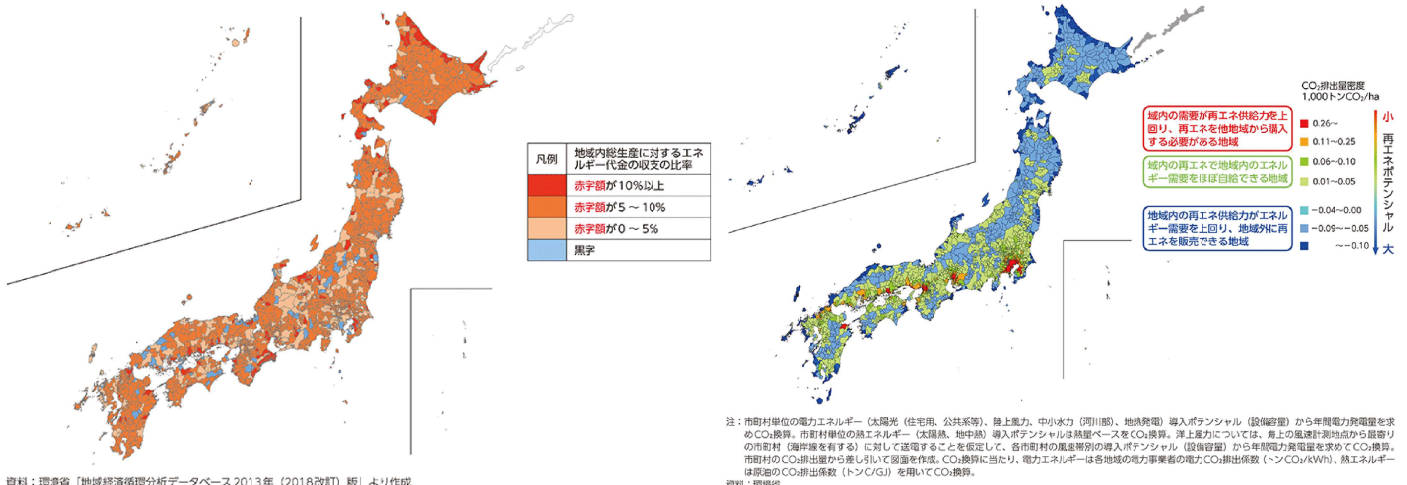 凡例
地域内総生産に対するエネ
ルギー代金の収支の比率
赤字額が10%以上
赤字額が5 〜 10%
赤字額が0 〜 5%
黒字
資料：環境省「地域経済循環分析データベース2013年（2018改訂）版」より作成
CO₂排出量密度
1,000トンCO₂/ha
域内の需要が再エネ供給力を上
回り、再エネを他地域から購入
する必要がある地域
域内の再エネで地域内のエネル
ギー需要をほぼ自給できる地域
地域内の再エネ供給力がエネル
ギー需要を上回り、地域外に再
エネを販売できる地域
0.26〜
0.11〜0.25
0.06〜0.10
0.01〜0.05
−0.04〜0.00
−0.09〜−0.05
〜−0.10
小
再エネポテンシャル
大
注：市町村単位の電力エネルギー（太陽光（住宅用、公共系等）、陸上風力、中小水力（河川部）、地熱発電）導入ポテンシャル（設備容量）から年間電力発電量を求
めCO₂換算。市町村単位の熱エネルギー（太陽熱、地中熱）導入ポテンシャルは熱量ベースをCO₂換算。洋上風力については、海上の風速計測地点から最寄り
の市町村（海岸線を有する）に対して送電することを仮定して、各市町村の風速帯別の導入ポテンシャル（設備容量）から年間電力発電量を求めてCO₂換算。
市町村のCO₂排出量から差し引いて図面を作成。CO₂換算に当たり、電力エネルギーは各地域の電力事業者の電力CO₂排出係数（トンCO₂/kWh）、熱エネルギー
は原油のCO₂排出係数（トンC/GJ）を用いてCO₂換算。
資料：環境省